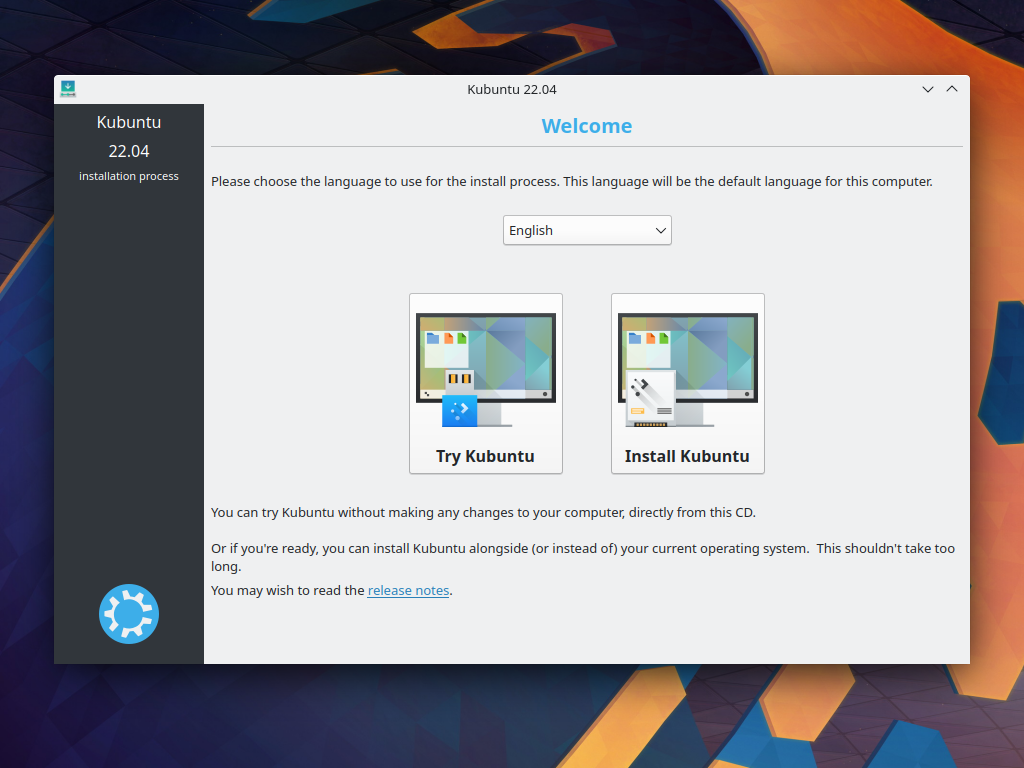 Kubuntu 22.04
Kubuntu
22.04
installation process
Welcome
Please choose the language to use for the install process. This language will be the default language for this computer.
English
Try Kubuntu
Install Kubuntu
You can try Kubuntu without making any changes to your computer, directly from this CD.
Or if you're ready, you can install Kubuntu alongside (or instead of) your current operating system.  This shouldn't take too
long.
You may wish to read the release notes.